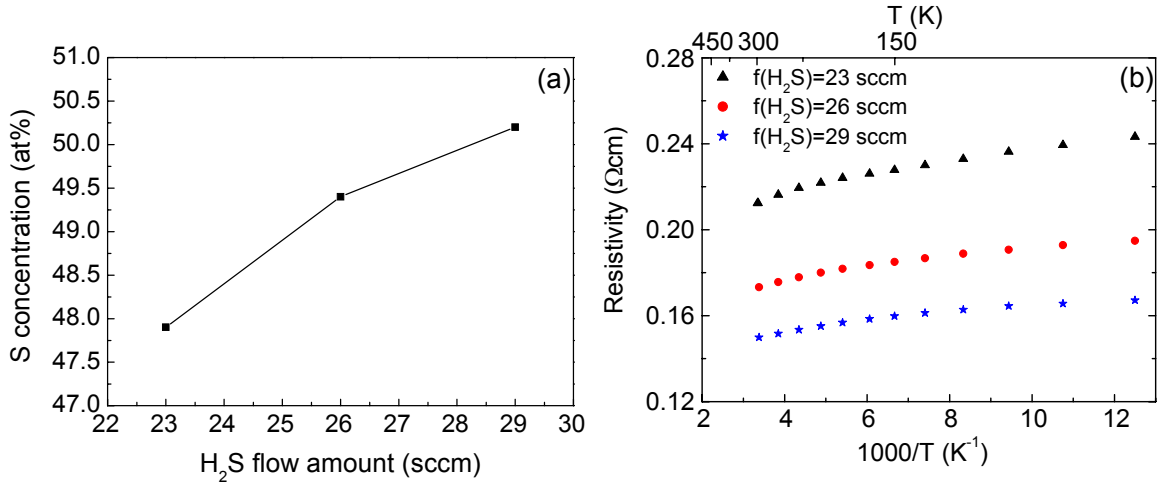 (a)
S concentration (at%)
51.0
50.5
50.0
49.5
49.0
48.5
48.0
47.5
47.0
22 23 24 25 26 27 28 29 30
H₂S flow amount (sccm)
T (K)
450 300 150
(b)
f(H₂S)=23 sccm
f(H₂S)=26 sccm
f(H₂S)=29 sccm
Resistivity (Ωcm)
0.28
0.24
0.20
0.16
0.12
2 4 6 8 10 12
1000/T (K⁻¹)